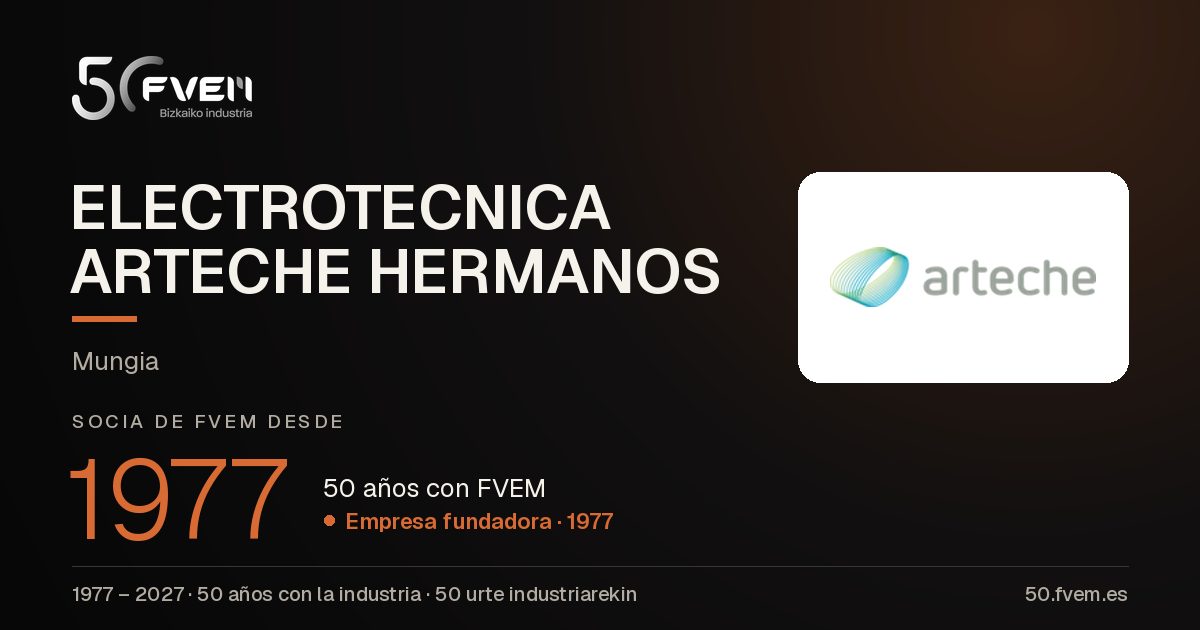 50 FVEM
Bizkaiko industria
ELECTROTECNICA
ARTECHE HERMANOS
arteche
Mungia
SOCIA DE FVEM DESDE
1977
50 años con FVEM
Empresa fundadora · 1977
1977 – 2027 · 50 años con la industria · 50 urte industriarekin
50.fvem.es